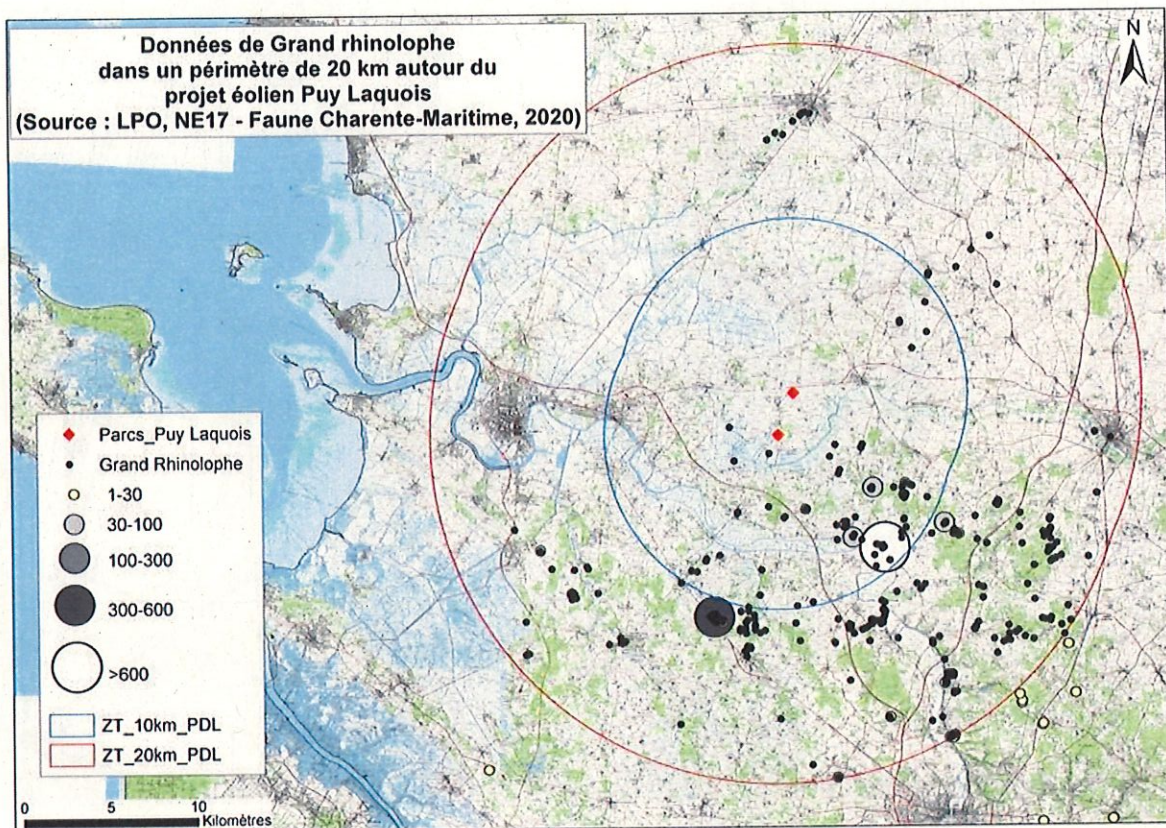 Données de Grand rhinolophe
dans un périmètre de 20 km autour du
projet éolien Puy Laquois
(Source : LPO, NE17 - Faune Charente-Maritime, 2020)
N
Parcs_Puy Laquois
Grand Rhinolophe
1-30
30-100
100-300
300-600
>600
ZT_10km_PDL
ZT_20km_PDL
0 5 10
Kilomètres